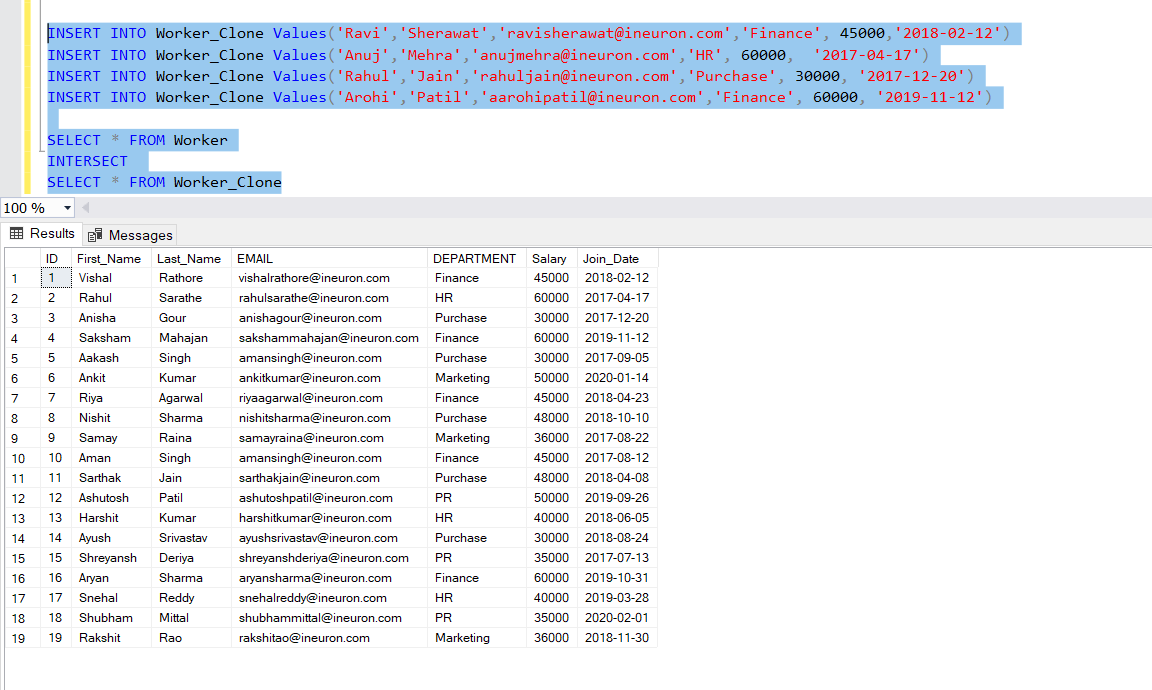 INSERT INTO Worker_Clone Values('Ravi','Sherawat','ravisherawat@ineuron.com','Finance', 45000,'2018-02-12')
INSERT INTO Worker_Clone Values('Anuj','Mehra','anujmehra@ineuron.com','HR', 60000, '2017-04-17')
INSERT INTO Worker_Clone Values('Rahul','Jain','rahuljain@ineuron.com','Purchase', 30000, '2017-12-20')
INSERT INTO Worker_Clone Values('Arohi','Patil','aarohipatil@ineuron.com','Finance', 60000, '2019-11-12')
SELECT * FROM Worker
INTERSECT
SELECT * FROM Worker_Clone
100 %
Results Messages
ID First_Name Last_Name EMAIL DEPARTMENT Salary Join_Date
1 1 Vishal Rathore vishalrathore@ineuron.com Finance 45000 2018-02-12
2 2 Rahul Sarathe rahulsarathe@ineuron.com HR 60000 2017-04-17
3 3 Anisha Gour anishagour@ineuron.com Purchase 30000 2017-12-20
4 4 Saksham Mahajan sakshammahajan@ineuron.com Finance 60000 2019-11-12
5 5 Aakash Singh amansingh@ineuron.com Purchase 30000 2017-09-05
6 6 Ankit Kumar ankitkumar@ineuron.com Marketing 50000 2020-01-14
7 7 Riya Agarwal riyaagarwal@ineuron.com Finance 45000 2018-04-23
8 8 Nishit Sharma nishitsharma@ineuron.com Purchase 48000 2018-10-10
9 9 Samay Raina samayraina@ineuron.com Marketing 36000 2017-08-22
10 10 Aman Singh amansingh@ineuron.com Finance 45000 2017-08-12
11 11 Sarthak Jain sarthakjain@ineuron.com Purchase 48000 2018-04-08
12 12 Ashutosh Patil ashutoshpatil@ineuron.com PR 50000 2019-09-26
13 13 Harshit Kumar harshitkumar@ineuron.com HR 40000 2018-06-05
14 14 Ayush Srivastav ayushsrivastav@ineuron.com Purchase 30000 2018-08-24
15 15 Shreyansh Deriya shreyanshderiya@ineuron.com PR 35000 2017-07-13
16 16 Aryan Sharma aryansharma@ineuron.com Finance 60000 2019-10-31
17 17 Snehal Reddy snehalreddy@ineuron.com HR 40000 2019-03-28
18 18 Shubham Mittal shubhammittal@ineuron.com PR 35000 2020-02-01
19 19 Rakshit Rao rakshitao@ineuron.com Marketing 36000 2018-11-30